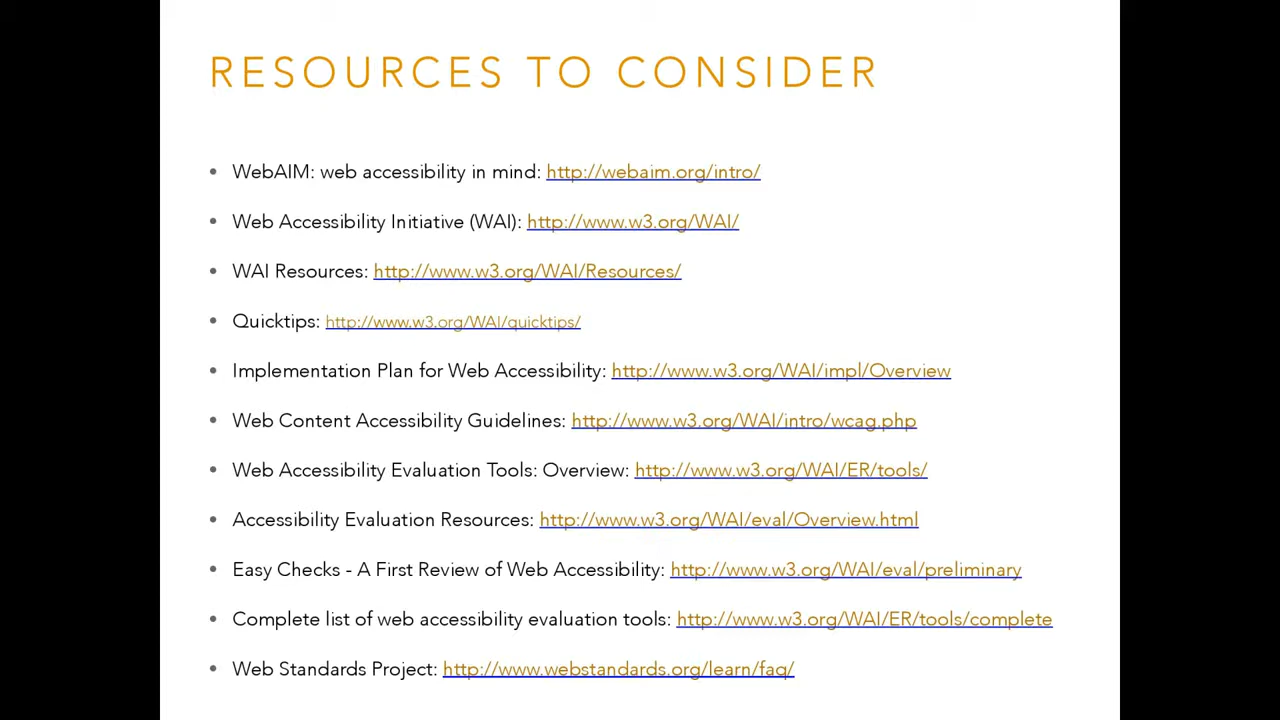 RESOURCES TO CONSIDER
• WebAIM: web accessibility in mind: http://webaim.org/intro/
• Web Accessibility Initiative (WAI): http://www.w3.org/WAI/
• WAI Resources: http://www.w3.org/WAI/Resources/
• Quicktips: http://www.w3.org/WAI/quicktips/
• Implementation Plan for Web Accessibility: http://www.w3.org/WAI/impl/Overview
• Web Content Accessibility Guidelines: http://www.w3.org/WAI/intro/wcag.php
• Web Accessibility Evaluation Tools: Overview: http://www.w3.org/WAI/ER/tools/
• Accessibility Evaluation Resources: http://www.w3.org/WAI/eval/Overview.html
• Easy Checks - A First Review of Web Accessibility: http://www.w3.org/WAI/eval/preliminary
• Complete list of web accessibility evaluation tools: http://www.w3.org/WAI/ER/tools/complete
• Web Standards Project: http://www.webstandards.org/learn/faq/